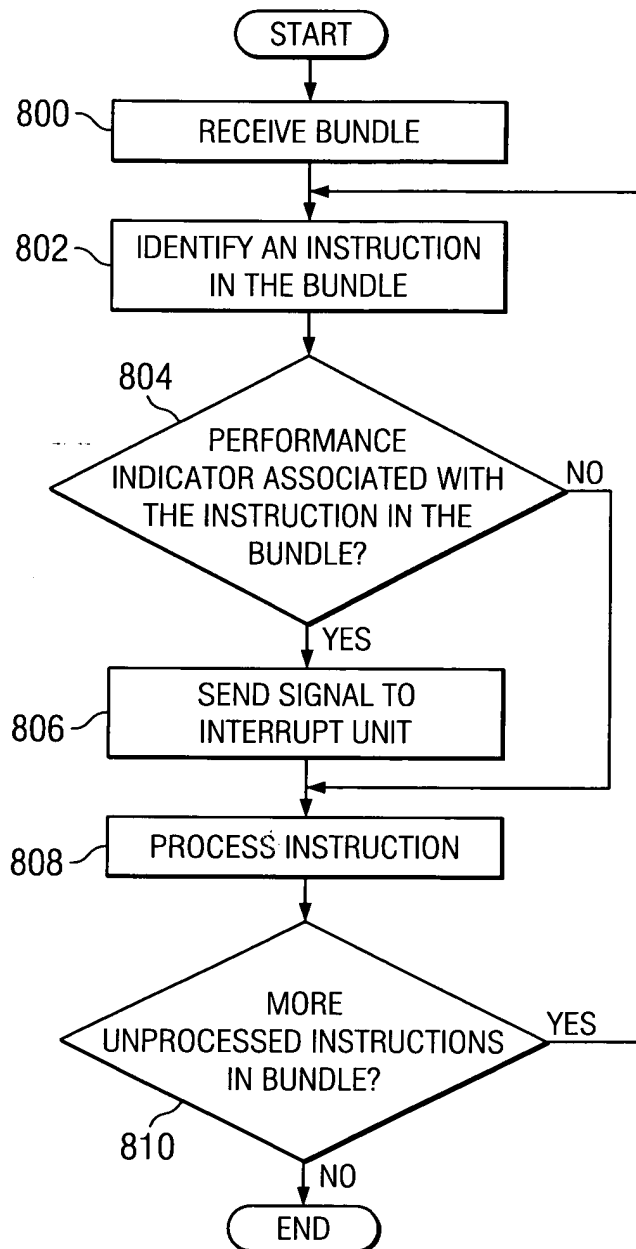 START
800
RECEIVE BUNDLE
802
IDENTIFY AN INSTRUCTION
IN THE BUNDLE
804
PERFORMANCE
INDICATOR ASSOCIATED WITH
THE INSTRUCTION IN THE
BUNDLE?
NO
YES
806
SEND SIGNAL TO
INTERRUPT UNIT
808
PROCESS INSTRUCTION
MORE
UNPROCESSED INSTRUCTIONS
IN BUNDLE?
YES
810
NO
END